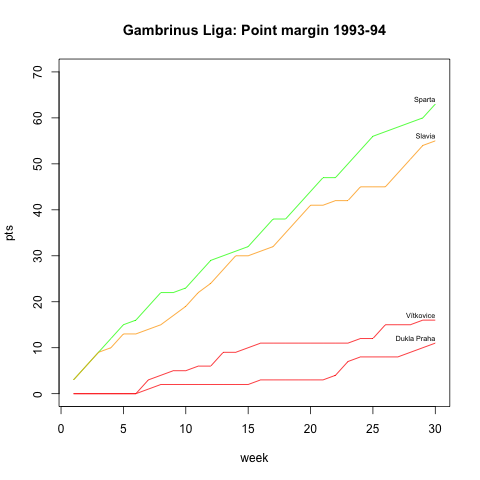 Gambrinus Liga: Point margin 1993-94
70
60
50
40
30
20
10
0
pts
Sparta
Slavia
Vitkovice
Dukla Praha
0 5 10 15 20 25 30
week